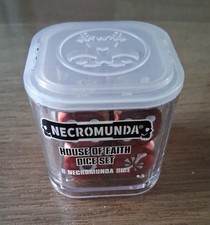 NECROMUNDA
HOUSE OF FAITH
DICE SET
8 NECROMUNDA DICE